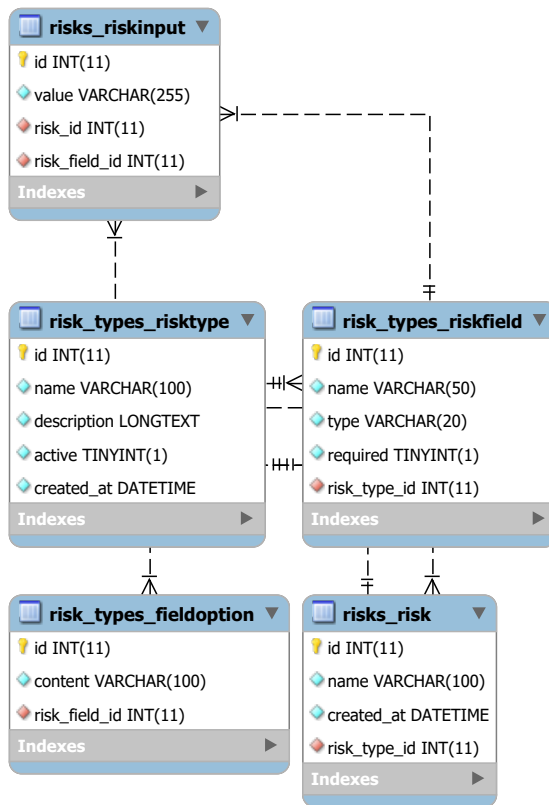 risks_riskinput
id INT(11)
value VARCHAR(255)
risk_id INT(11)
risk_field_id INT(11)
Indexes
risk_types_risktype
id INT(11)
name VARCHAR(100)
description LONGTEXT
active TINYINT(1)
created_at DATETIME
Indexes
risk_types_riskfield
id INT(11)
name VARCHAR(50)
type VARCHAR(20)
required TINYINT(1)
risk_type_id INT(11)
Indexes
risk_types_fieldoption
id INT(11)
content VARCHAR(100)
risk_field_id INT(11)
Indexes
risks_risk
id INT(11)
name VARCHAR(100)
created_at DATETIME
risk_type_id INT(11)
Indexes